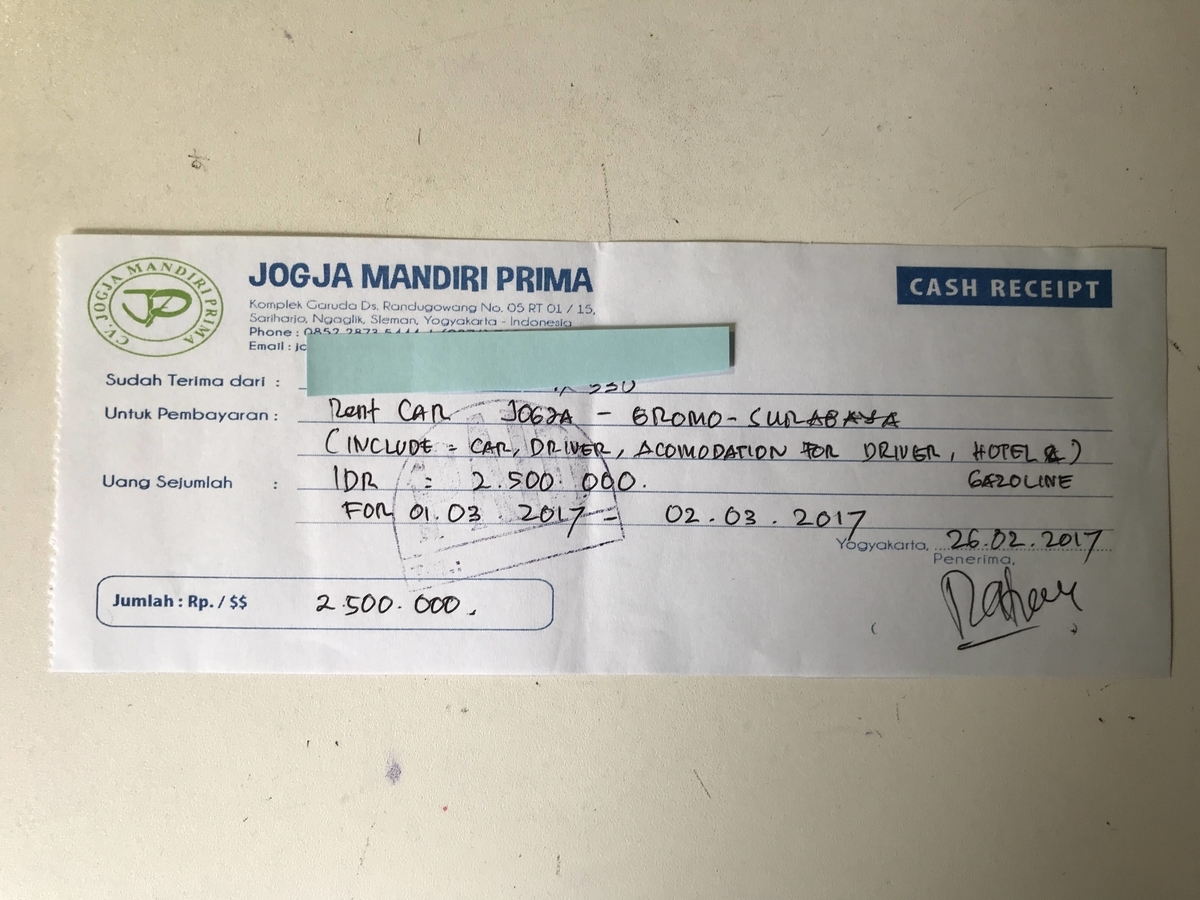 CV. JOGJA MANDIRI PRIMA
JP
JOGJA MANDIRI PRIMA
CASH RECEIPT
Komplek Garuda Ds. Randugowang No. 05 RT 01 / 15,
Sariharjo, Ngaglik, Sleman, Yogyakarta - Indonesia
Phone :
Email :
Sudah Terima dari :
Untuk Pembayaran : Rent CAR JOGJA - BROMO - SURABAYA
(INCLUDE = CAR, DRIVER, ACOMODATION FOR DRIVER, HOTEL &)
GAZOLINE
Uang Sejumlah : IDR : 2.500.000.
FOR 01.03.2017 - 02.03.2017
Yogyakarta, 26.02.2017
Penerima,
Jumlah : Rp. / $$ 2.500.000,